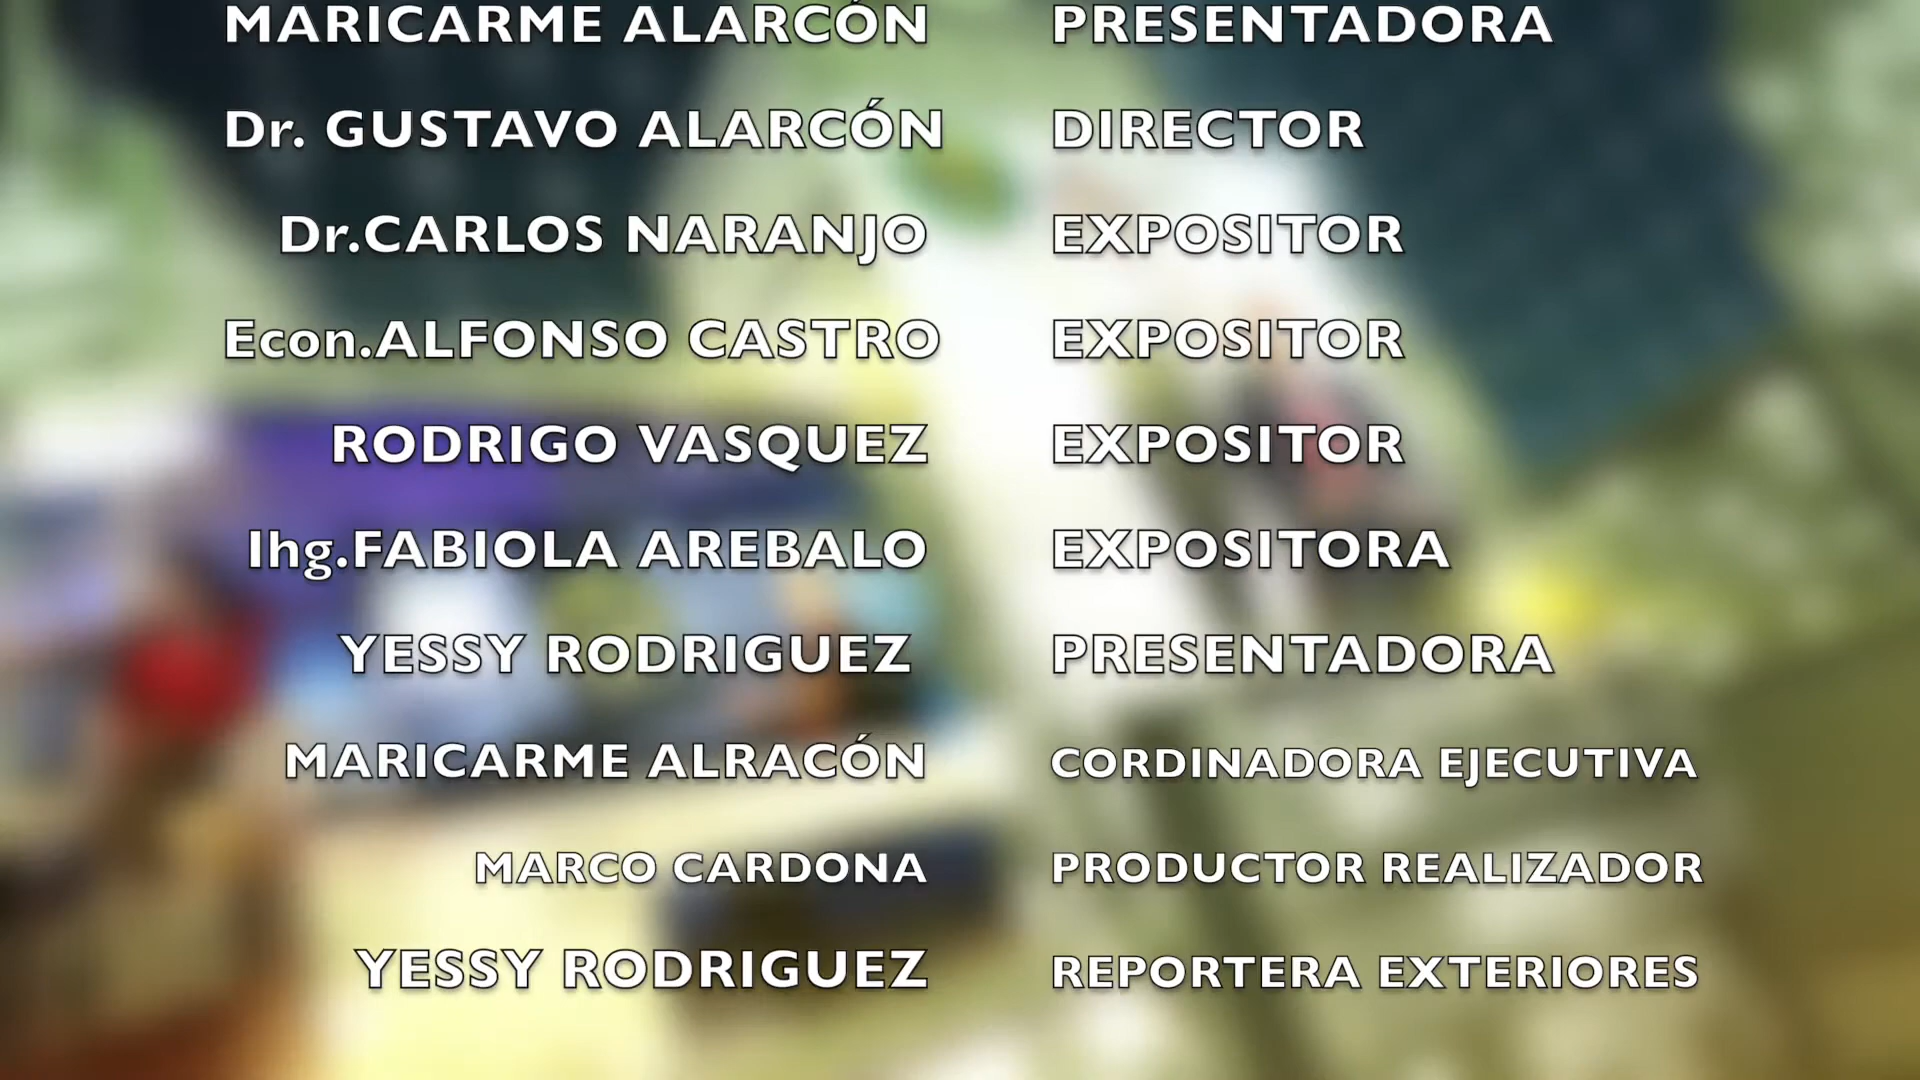 MARICARME ALARCÓN PRESENTADORA
Dr. GUSTAVO ALARCÓN DIRECTOR
Dr.CARLOS NARANJO EXPOSITOR
Econ.ALFONSO CASTRO EXPOSITOR
RODRIGO VASQUEZ EXPOSITOR
Ihg.FABIOLA AREBALO EXPOSITORA
YESSY RODRIGUEZ PRESENTADORA
MARICARME ALRACÓN CORDINADORA EJECUTIVA
MARCO CARDONA PRODUCTOR REALIZADOR
YESSY RODRIGUEZ REPORTERA EXTERIORES